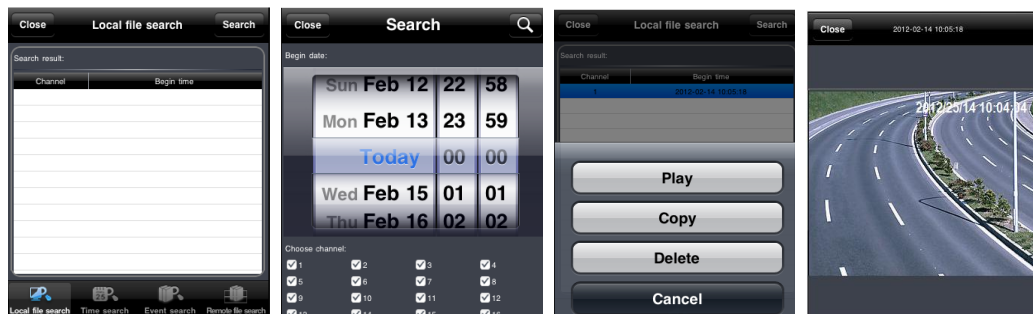 Close Local file search Search
Search result:
Channel Begin time
Local file search Time search Event search Remote file search
Close Search
Begin date:
Sun Feb 12 22 58
Mon Feb 13 23 59
Today 00 00
Wed Feb 15 01 01
Thu Feb 16 02 02
Choose channel:
1 2 3 4
5 6 7 8
9 10 11 12
13 14 15 16
Close Local file search Search
Search result:
Channel Begin time
1 2012-02-14 10:05:18
Play
Copy
Delete
Cancel
Close 2012-02-14 10:05:18